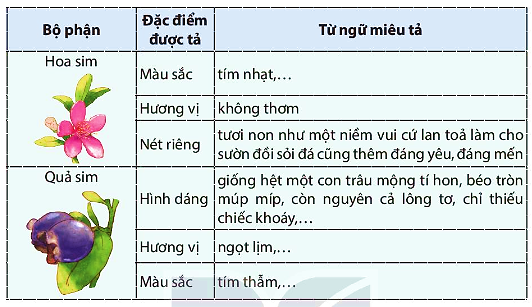 Bộ phận
Đặc điểm
được tả
Từ ngữ miêu tả
Hoa sim
Màu sắc
tím nhạt,...
Hương vị
không thơm
Nét riêng
tươi non như một niềm vui cứ lan toả làm cho
sườn đồi sỏi đá cũng thêm đáng yêu, đáng mến
Quả sim
Hình dáng
giống hệt một con trâu mộng tí hon, béo tròn
múp míp, còn nguyên cả lông tơ, chỉ thiếu
chiếc khoáy,...
Hương vị
ngọt lịm,...
Màu sắc
tím thẫm,...